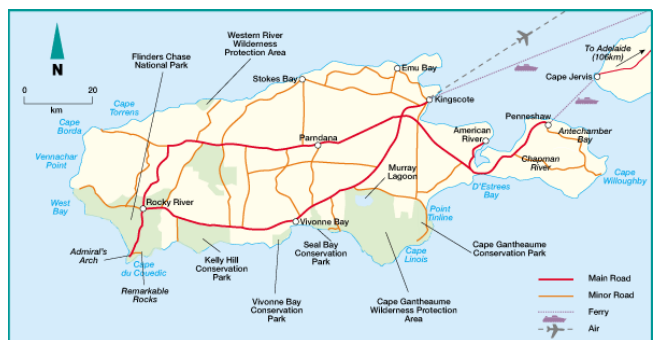 Western River
Wilderness
Protection Area
Flinders Chase
National Park
Stokes Bay
Emu Bay
To Adelaide
(106km)
Cape Jervis
N
0
20
km
Cape
Torrens
Kingscote
Cape
Borda
Penneshaw
American
River
Antechamber
Bay
Parndana
Vennachar
Point
Chapman
River
Murray
Lagoon
Cape
Willoughby
D'Estrees
Bay
West
Bay
Rocky River
Point
Tinline
Vivonne Bay
Admiral's
Arch
Cape
du Couedic
Seal Bay
Conservation
Park
Cape
Linois
Cape Gantheaume
Conservation Park
Kelly Hill
Conservation
Park
Remarkable
Rocks
Vivonne Bay
Conservation
Park
Cape Gantheaume
Wilderness Protection
Area
Main Road
Minor Road
Ferry
Air